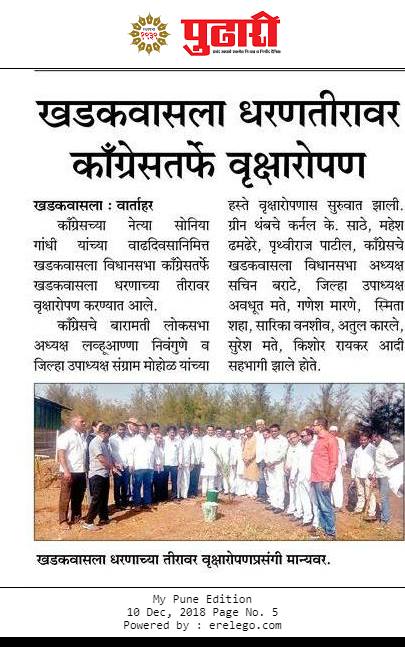 पुढारी
खडकवासला धरणतीरावर
काँग्रेसतर्फे वृक्षारोपण
खडकवासला : वार्ताहर
काँग्रेसच्या नेत्या सोनिया
गांधी यांच्या वाढदिवसानिमित्त
खडकवासला विधानसभा काँग्रेसतर्फे
खडकवासला धरणाच्या तीरावर
वृक्षारोपण करण्यात आले.
काँग्रेसचे बारामती लोकसभा
अध्यक्ष लव्हूआण्णा निवंगुणे व
जिल्हा उपाध्यक्ष संग्राम मोहोळ यांच्या
हस्ते वृक्षारोपणास सुरुवात झाली.
ग्रीन थंबचे कर्नल के. साठे, महेश
ढमढेरे, पृथ्वीराज पाटील, काँग्रेसचे
खडकवासला विधानसभा अध्यक्ष
सचिन बराटे, जिल्हा उपाध्यक्ष
अवधूत मते, गणेश मारणे, स्मिता
शहा, सारिका वनशीव, अतुल कारले,
सुरेश मते, किशोर रायकर आदी
सहभागी झाले होते.
खडकवासला धरणाच्या तीरावर वृक्षारोपणप्रसंगी मान्यवर.
My Pune Edition
10 Dec, 2018 Page No. 5
Powered by : erelego.com